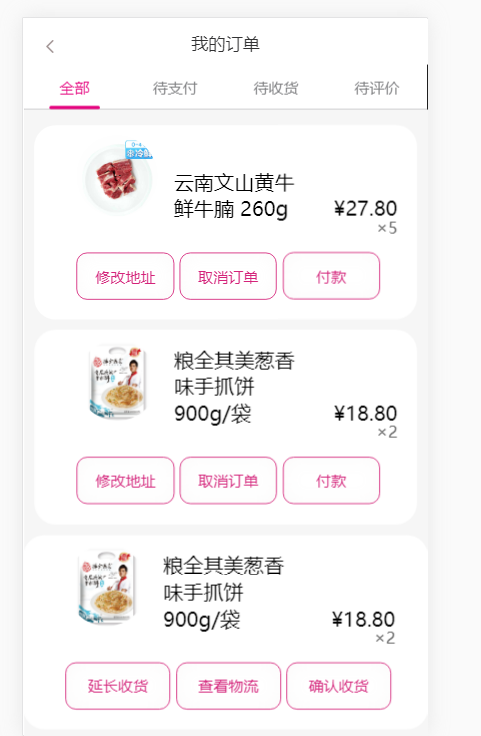 我的订单
全部
待支付
待收货
待评价
0-4
云南文山黄牛
鲜牛腩 260g
¥27.80
×5
修改地址
取消订单
付款
粮全其美葱香
味手抓饼
900g/袋
¥18.80
×2
修改地址
取消订单
付款
粮全其美葱香
味手抓饼
900g/袋
¥18.80
×2
延长收货
查看物流
确认收货